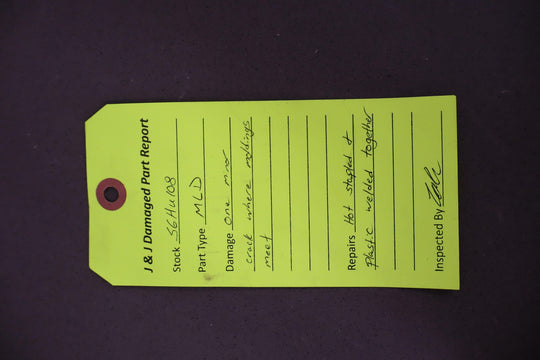 J & J Damaged Part Report
Stock S6HU108
Part Type MLD
Damage one minor
crack where moldings
meet
Repairs Hot stapled &
plastic welded together
Inspected By